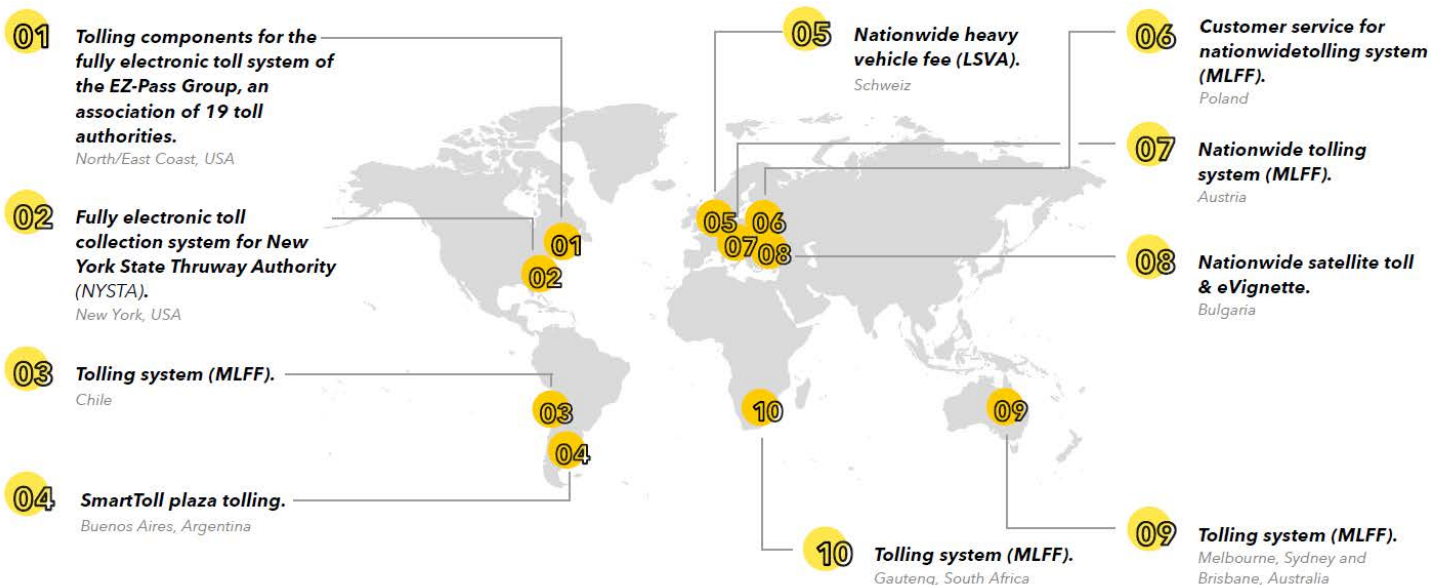 01
Tolling components for the
fully electronic toll system of
the EZ-Pass Group, an
association of 19 toll
authorities.
North/East Coast, USA
02
Fully electronic toll
collection system for New
York State Thruway Authority
(NYSTA).
New York, USA
03
Tolling system (MLFF).
Chile
04
SmartToll plaza tolling.
Buenos Aires, Argentina
05
Nationwide heavy
vehicle fee (LSVA).
Schweiz
06
Customer service for
nationwidetolling system
(MLFF).
Poland
07
Nationwide tolling
system (MLFF).
Austria
08
Nationwide satellite toll
& eVignette.
Bulgaria
09
Tolling system (MLFF).
Melbourne, Sydney and
Brisbane, Australia
10
Tolling system (MLFF).
Gauteng, South Africa
01
02
03
04
05
06
07
08
09
10